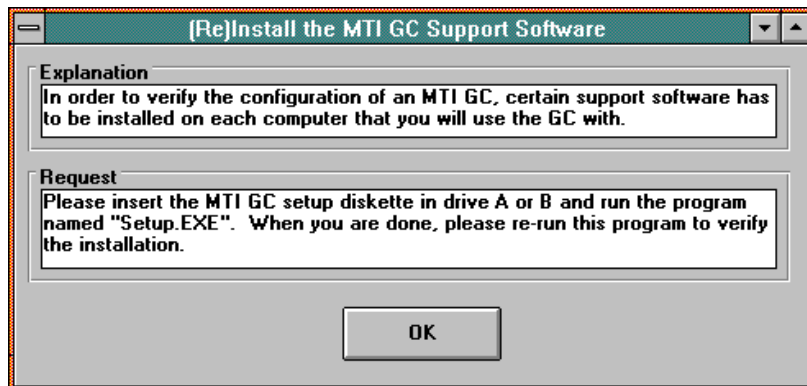 (Re)Install the MTI GC Support Software
Explanation
In order to verify the configuration of an MTI GC, certain support software has
to be installed on each computer that you will use the GC with.
Request
Please insert the MTI GC setup diskette in drive A or B and run the program
named "Setup.EXE".  When you are done, please re-run this program to verify
the installation.
OK